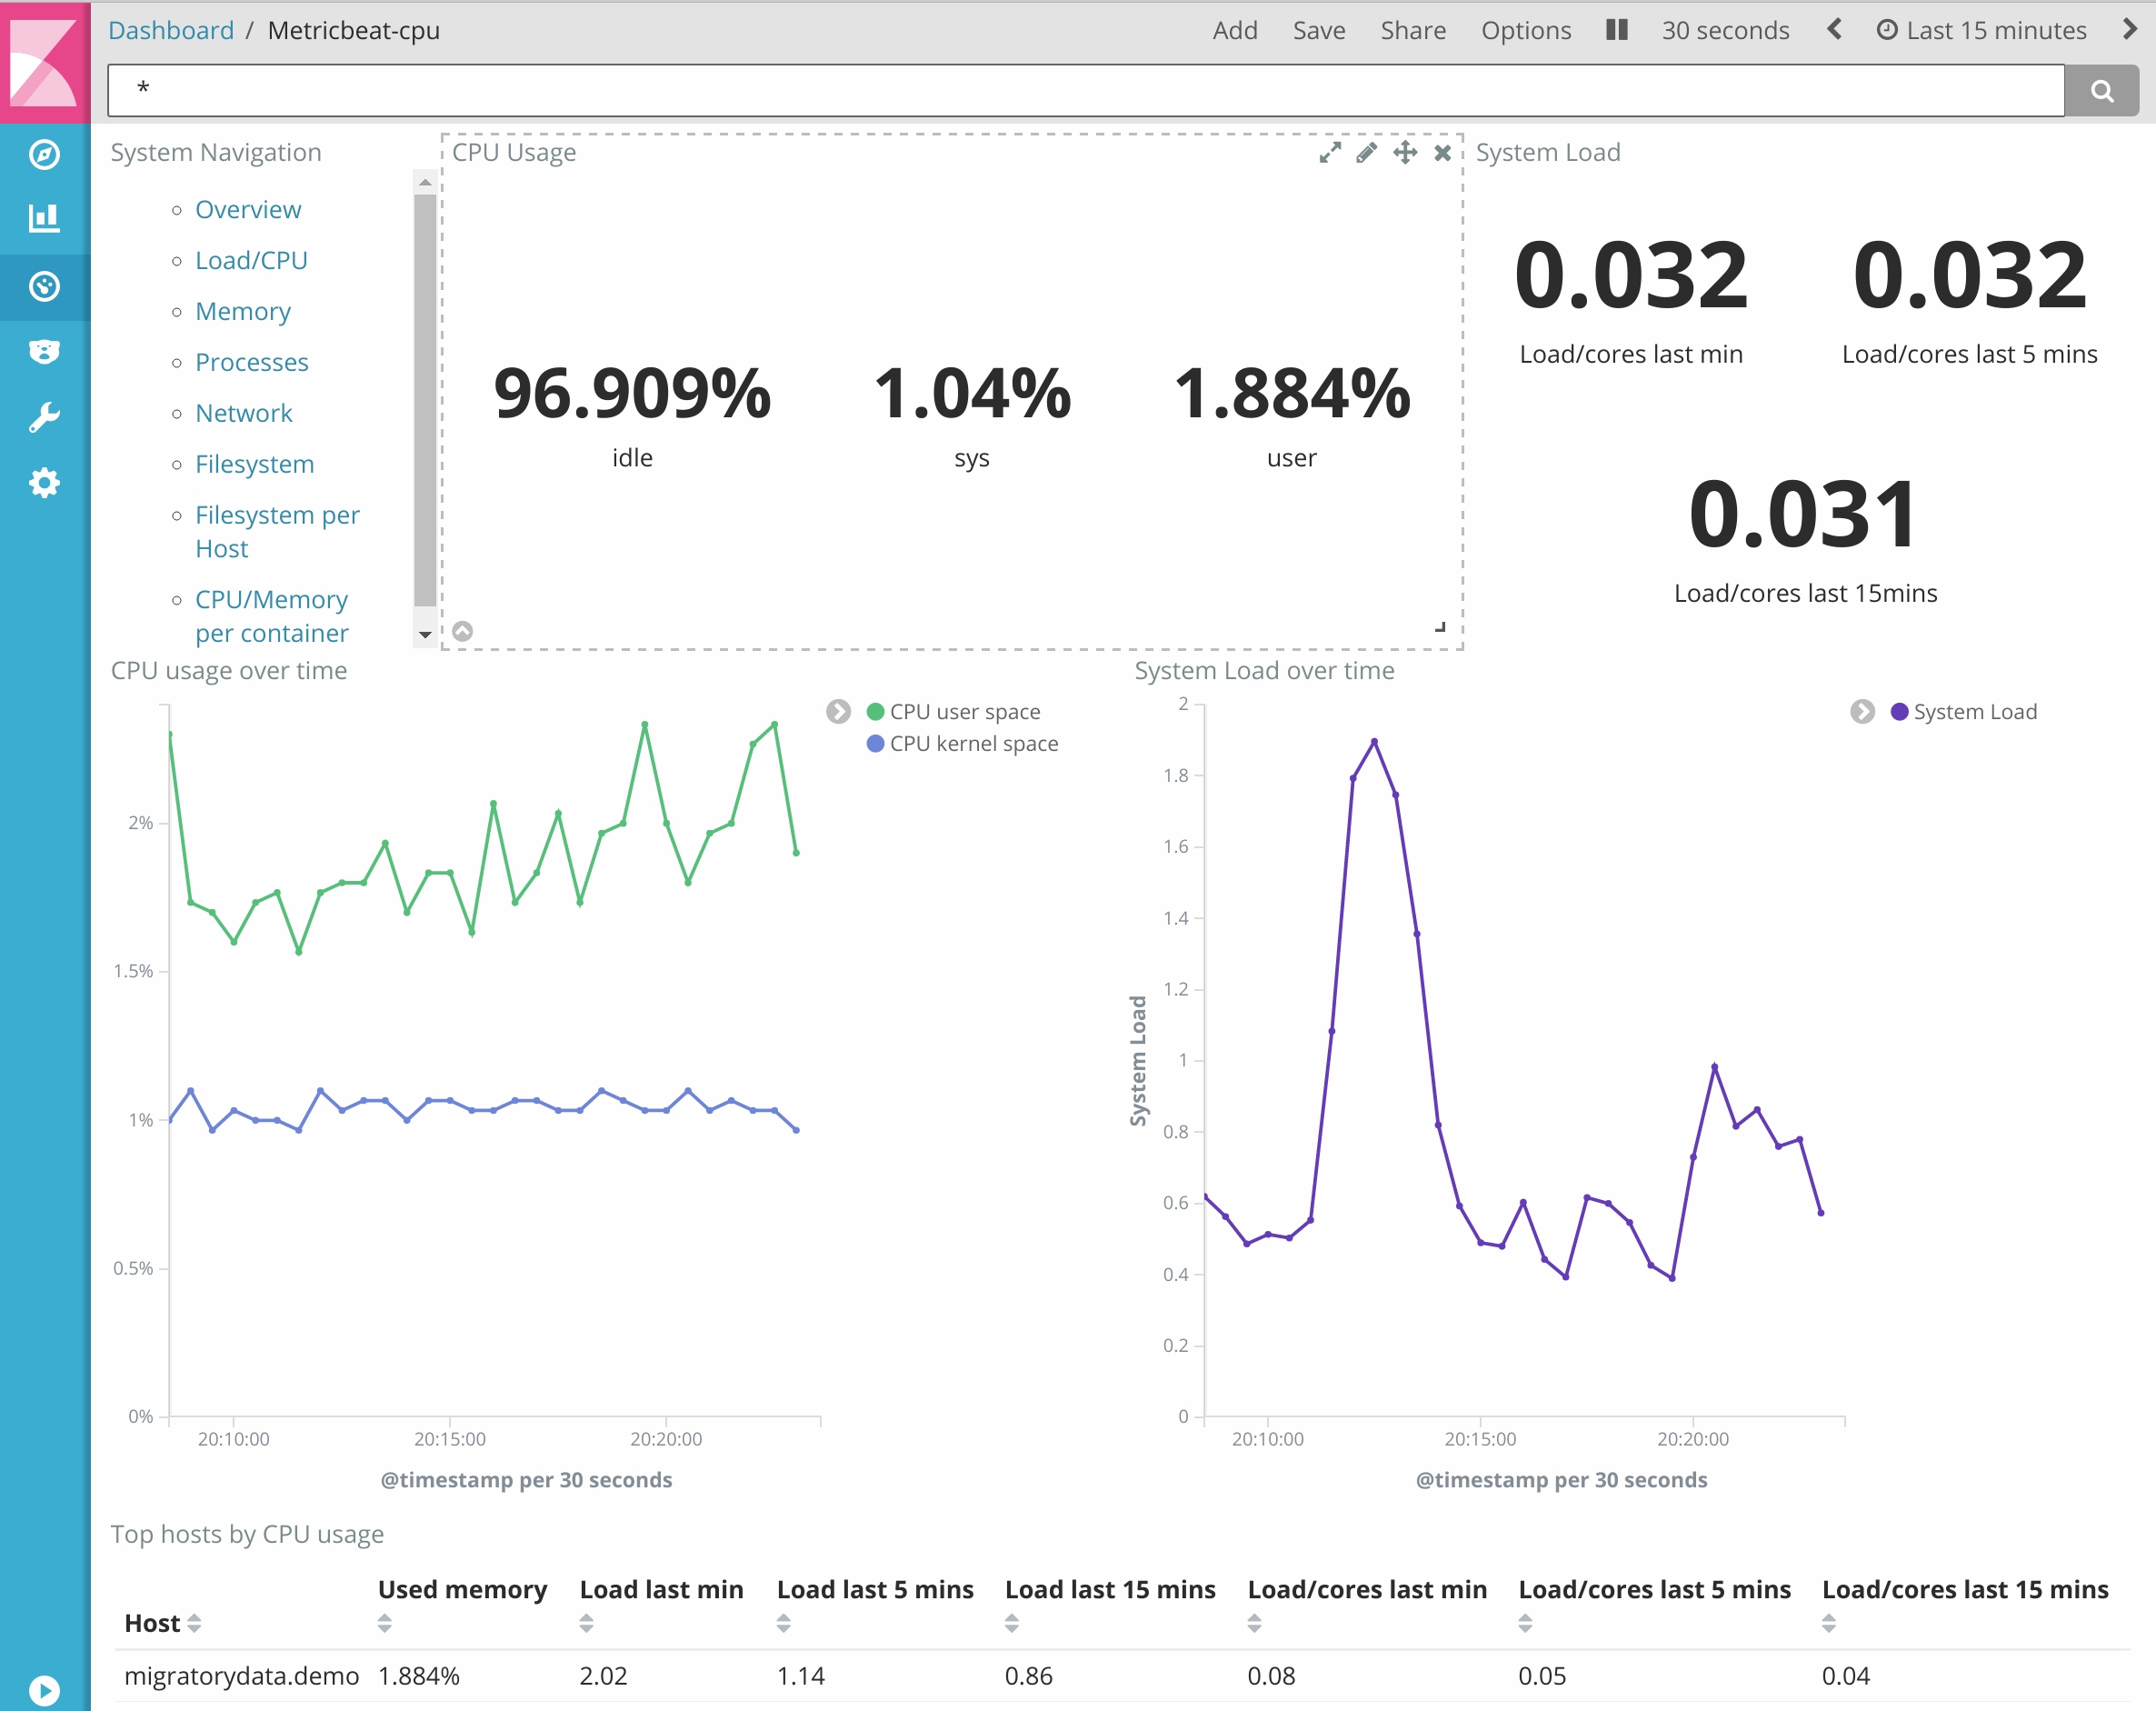 Dashboard / Metricbeat-cpu Add Save Share Options 30 seconds Last 15 minutes
*
System Navigation
Overview
Load/CPU
Memory
Processes
Network
Filesystem
Filesystem per
Host
CPU/Memory
per container
CPU Usage
96.909% 1.04% 1.884%
idle sys user
System Load
0.032 0.032
Load/cores last min Load/cores last 5 mins
0.031
Load/cores last 15mins
CPU usage over time
CPU user space
CPU kernel space
2%
1.5%
1%
0.5%
0%
20:10:00 20:15:00 20:20:00
@timestamp per 30 seconds
System Load over time
System Load
2
1.8
1.6
1.4
1.2
1
0.8
0.6
0.4
0.2
0
System Load
20:10:00 20:15:00 20:20:00
@timestamp per 30 seconds
Top hosts by CPU usage
Host Used memory Load last min Load last 5 mins Load last 15 mins Load/cores last min Load/cores last 5 mins Load/cores last 15 mins
migratorydata.demo 1.884% 2.02 1.14 0.86 0.08 0.05 0.04